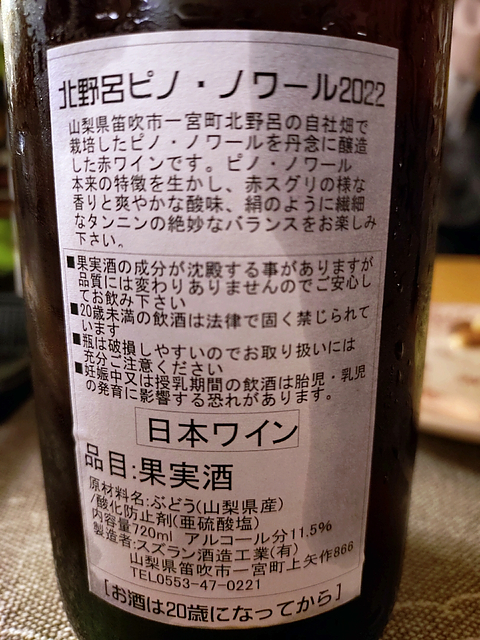 北野呂ピノ・ノワール2022
山梨県笛吹市一宮町北野呂の自社畑で
栽培したピノ・ノワールを丹念に醸造
した赤ワインです。ピノ・ノワール
本来の特徴を生かし、赤スグリの様な
香りと爽やかな酸味、絹のように繊細
なタンニンの絶妙なバランスをお楽しみ
下さい。
■果実酒の成分が沈殿する事がありますが
品質には変わりありませんのでご安心し
てお飲み下さい
■20歳未満の飲酒は法律で固く禁じられて
います
■瓶は破損しやすいのでお取り扱いには
充分ご注意ください
■妊娠中又は授乳期間の飲酒は胎児・乳児
の発育に影響する恐れがあります。
日本ワイン
品目:果実酒
原材料名:ぶどう(山梨県産)
/酸化防止剤(亜硫酸塩)
内容量720ml アルコール分11.5%
製造者:スズラン酒造工業(有)
山梨県笛吹市一宮町上矢作866
TEL0553-47-0221
[お酒は20歳になってから]